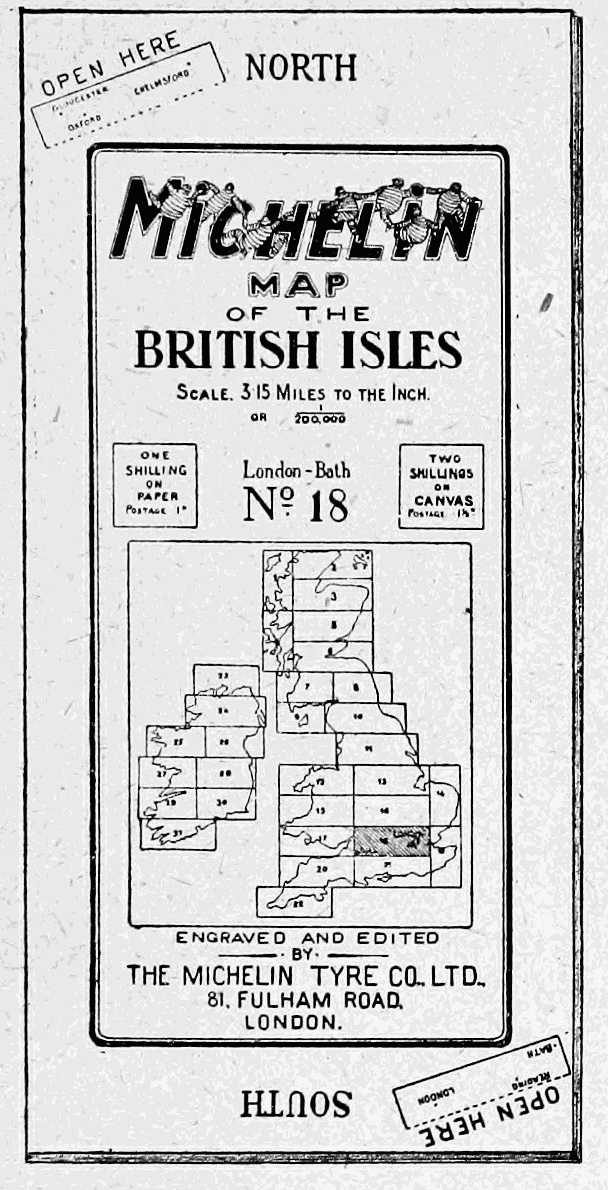 OPEN HERE
GLOUCESTER
CHELMSFORD
OXFORD
NORTH
MICHELIN
MAP
OF THE
BRITISH ISLES
SCALE. 3·15 MILES TO THE INCH.
OR 1/200,000
ONE
SHILLING
ON
PAPER
POSTAGE 1ᴰ
London-Bath
Nº 18
TWO
SHILLINGS
ON
CANVAS
POSTAGE 1½ᴰ
2
3
5
6
7
8
9
10
11
12
13
14
15
16
17
18
LONDON
19
20
21
22
23
24
25
26
27
28
29
30
31
ENGRAVED AND EDITED
·BY·
THE MICHELIN TYRE CO., LTD.,
81, FULHAM ROAD,
LONDON.
SOUTH
OPEN HERE
LONDON
READING
BATH